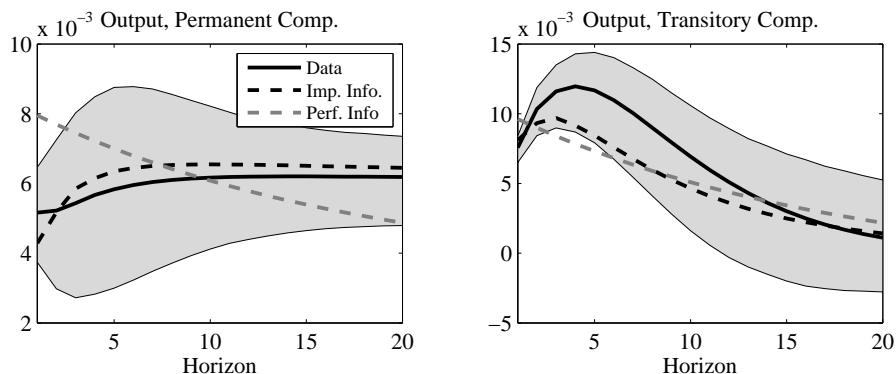 x 10⁻³ Output, Permanent Comp.
10
8
6
4
2
5
10
15
20
Horizon
Data
Imp. Info.
Perf. Info
x 10⁻³ Output, Transitory Comp.
15
10
5
0
−5
5
10
15
20
Horizon